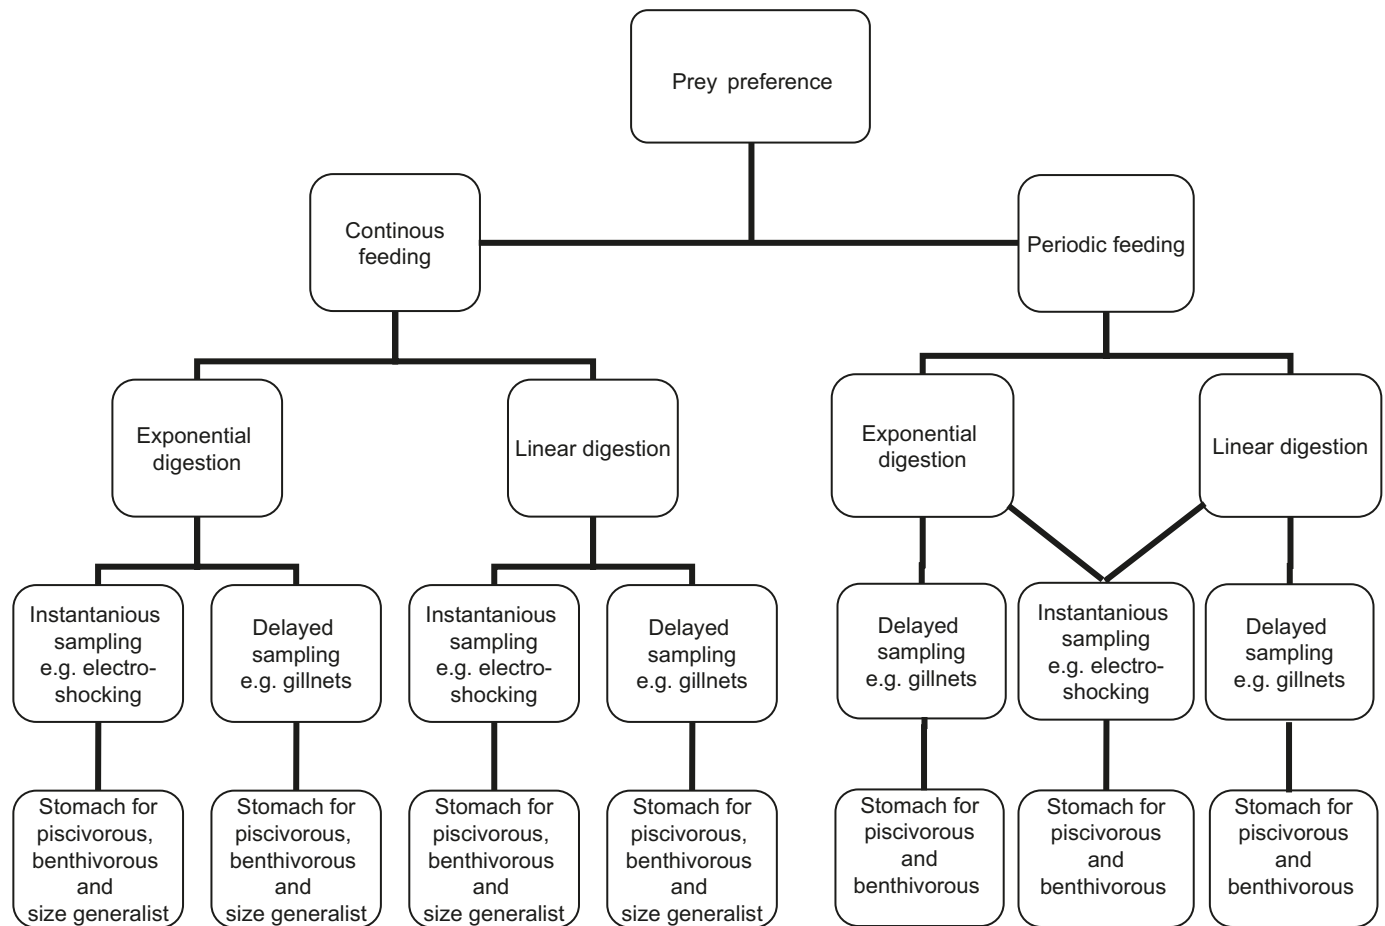 Prey preference
Continous
feeding
Periodic feeding
Exponential
digestion
Linear digestion
Exponential
digestion
Linear digestion
Instantanious
sampling
e.g. electro-
shocking
Delayed
sampling
e.g. gillnets
Instantanious
sampling
e.g. electro-
shocking
Delayed
sampling
e.g. gillnets
Delayed
sampling
e.g. gillnets
Instantanious
sampling
e.g. electro-
shocking
Delayed
sampling
e.g. gillnets
Stomach for
piscivorous,
benthivorous
and
size generalist
Stomach for
piscivorous,
benthivorous
and
size generalist
Stomach for
piscivorous,
benthivorous
and
size generalist
Stomach for
piscivorous,
benthivorous
and
size generalist
Stomach for
piscivorous
and
benthivorous
Stomach for
piscivorous
and
benthivorous
Stomach for
piscivorous
and
benthivorous